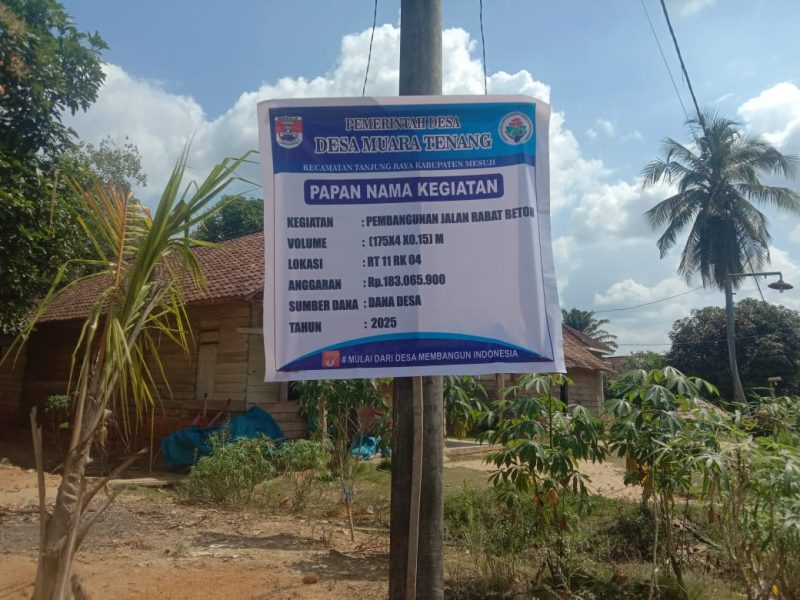 PEMERINTAH DESA
DESA MUARA TENANG
KECAMATAN TANJUNG RAYA KABUPATEN MESUJI
PAPAN NAMA KEGIATAN
KEGIATAN : PEMBANGUNAN JALAN RABAT BETON
VOLUME : (175X4 X0.15) M
LOKASI : RT 11 RK 04
ANGGARAN : Rp.183.065.900
SUMBER DANA : DANA DESA
TAHUN : 2025
# MULAI DARI DESA MEMBANGUN INDONESIA